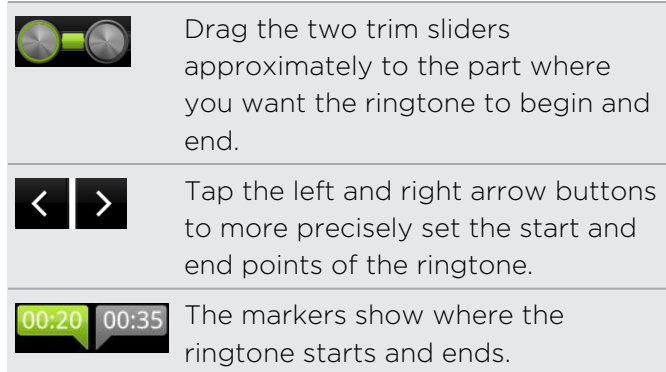 Drag the two trim sliders
approximately to the part where
you want the ringtone to begin and
end.
Tap the left and right arrow buttons
to more precisely set the start and
end points of the ringtone.
00:20 00:35
The markers show where the
ringtone starts and ends.